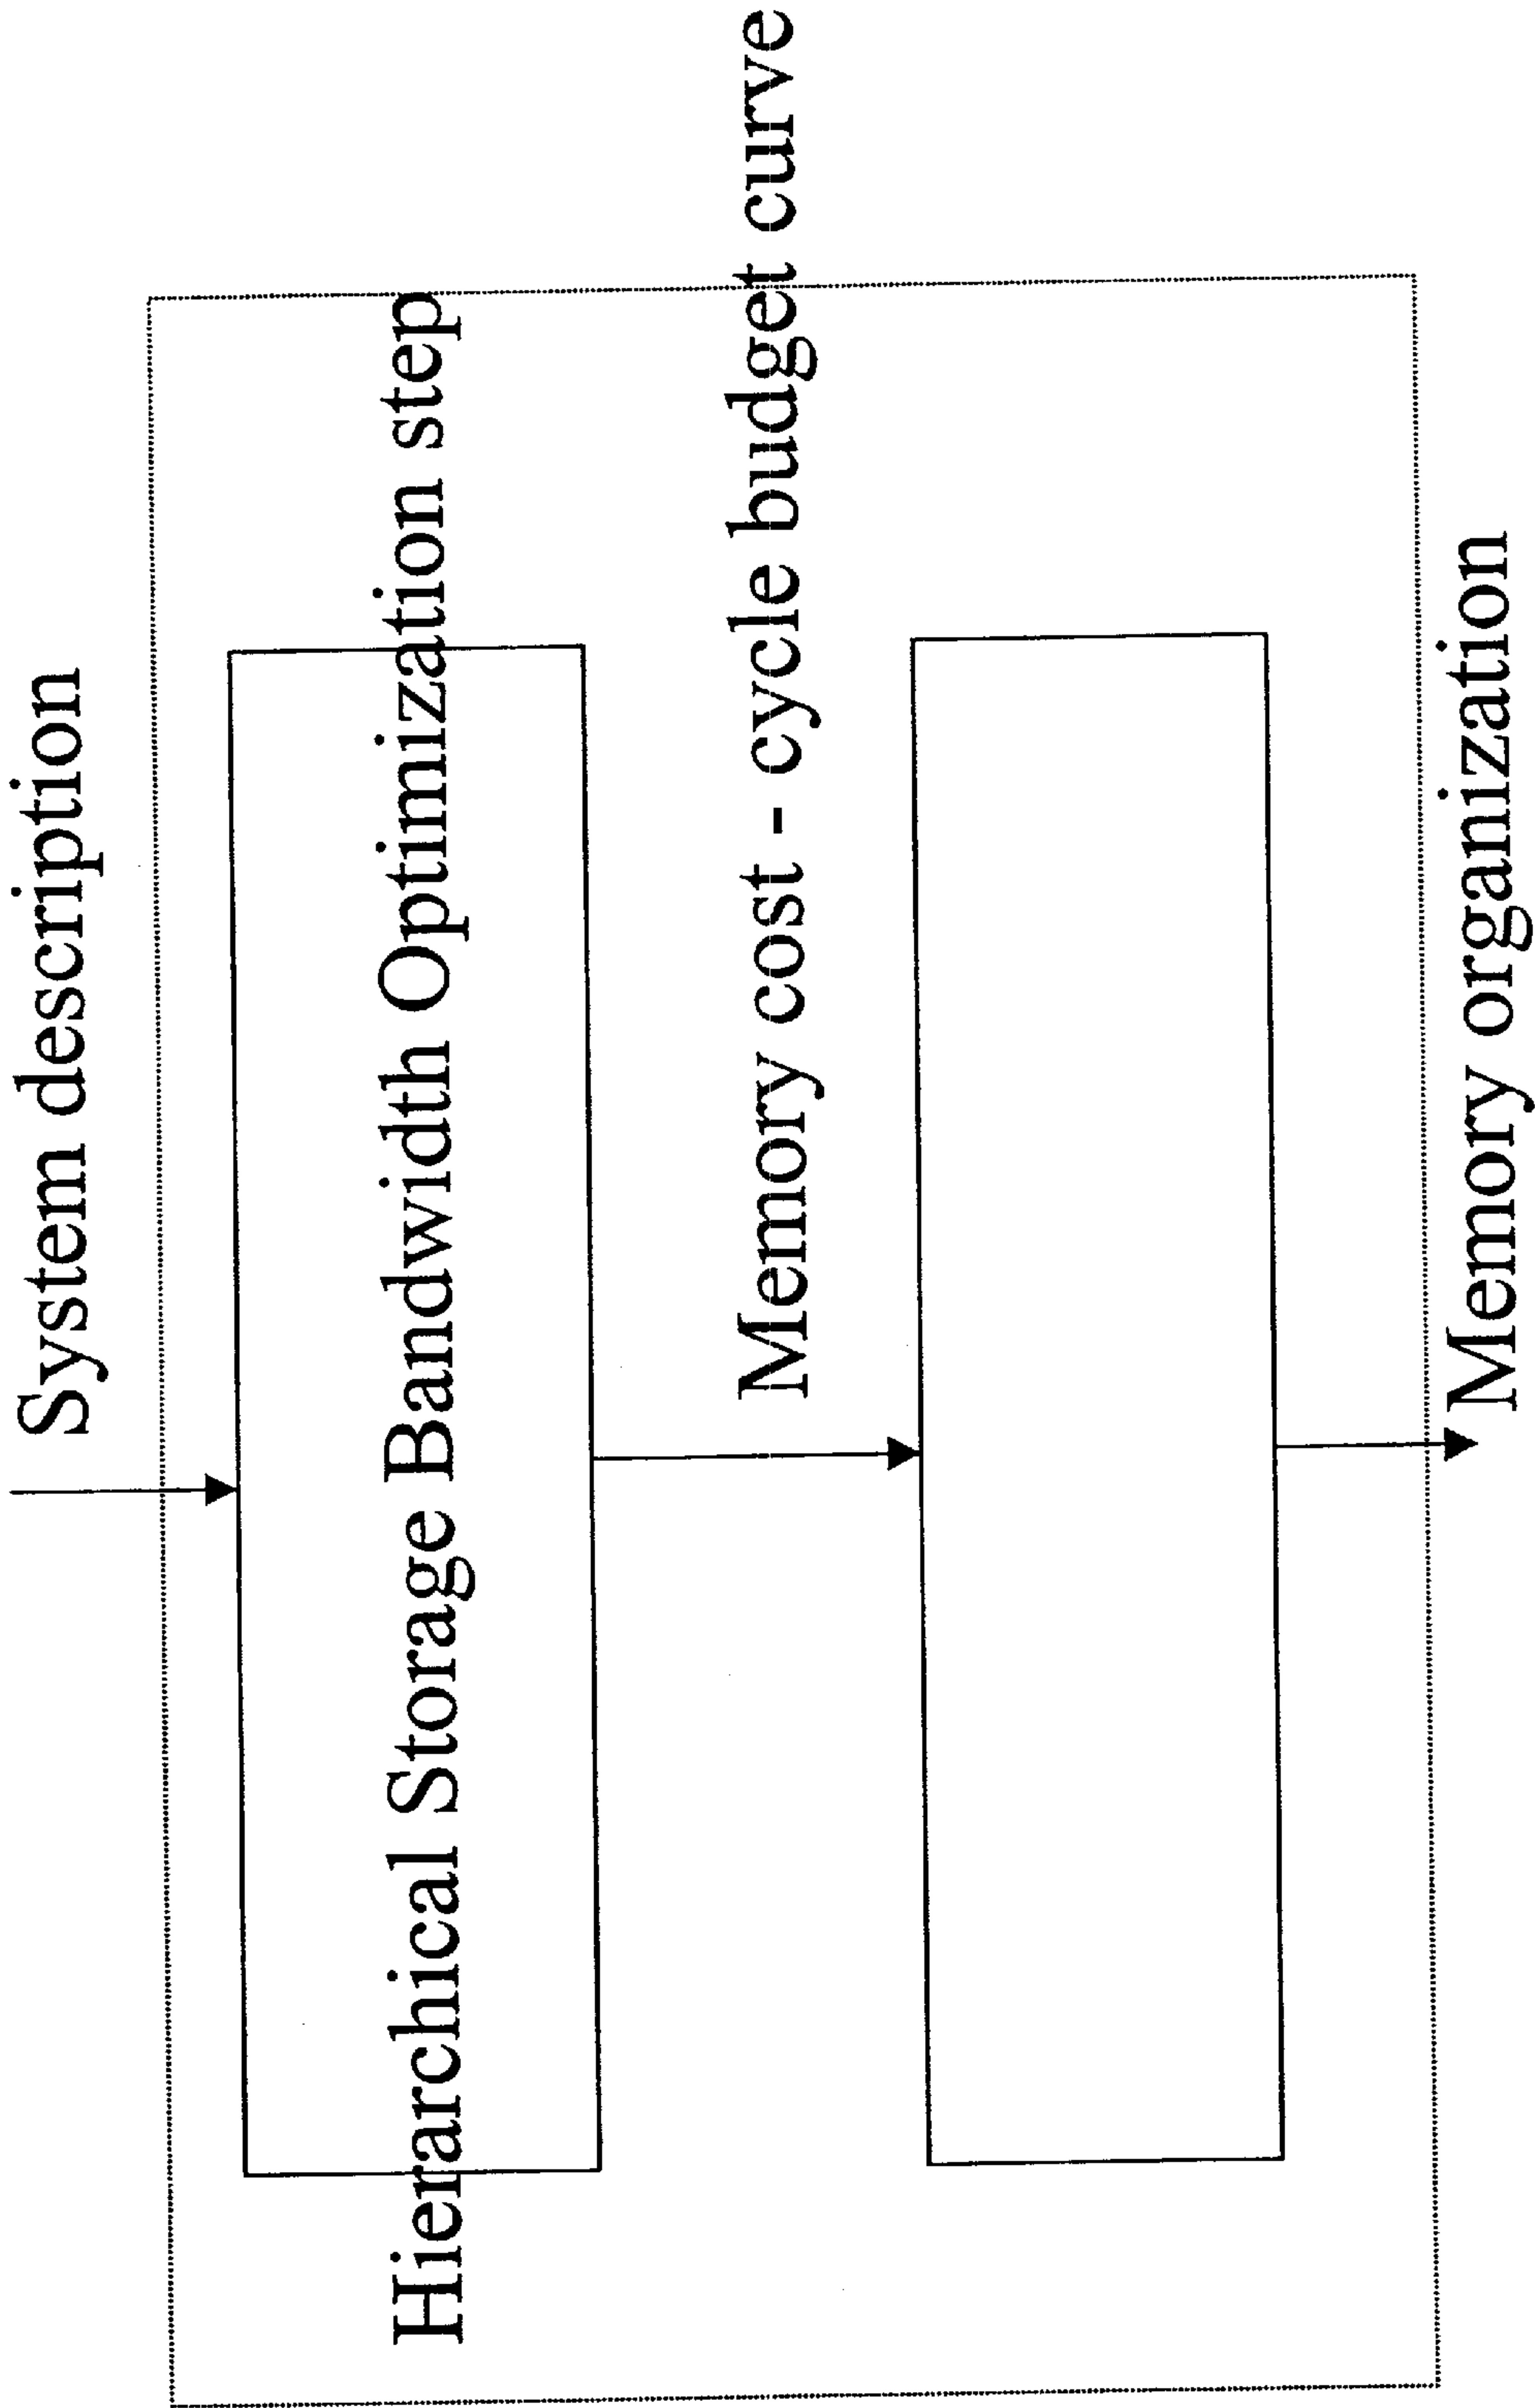 System description
Hierarchical Storage Bandwidth Optimization step
Memory cost - cycle budget curve
Memory organization